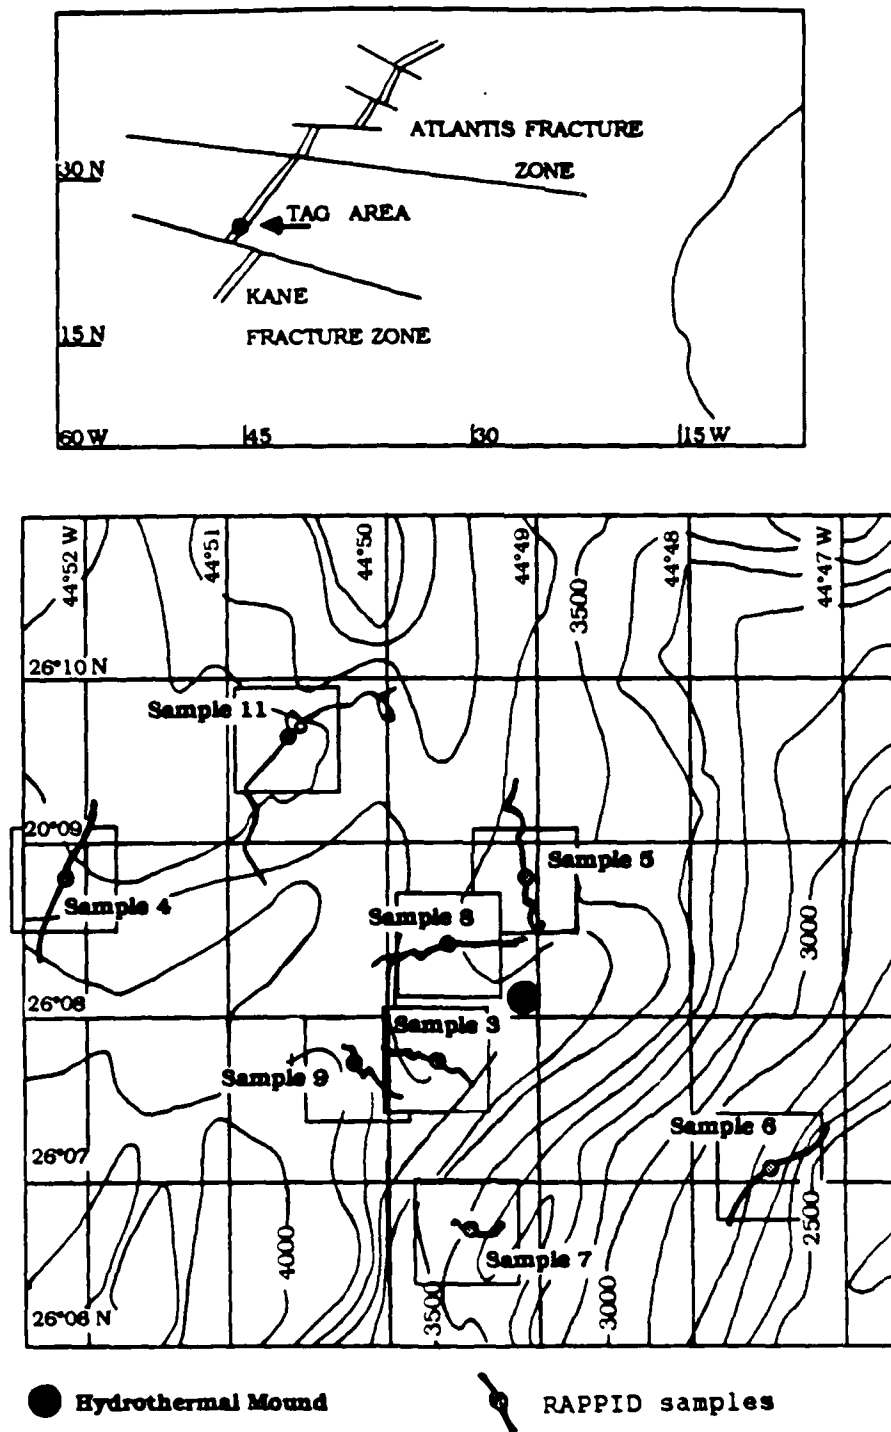 ATLANTIS FRACTURE
ZONE
30 N
TAG AREA
KANE
FRACTURE ZONE
15 N
60 W
45
30
15 W
44°52 W
44°51
44°50
44°49
44°48
44°47 W
3500
26°10 N
Sample 11
20°09
Sample 5
Sample 4
Sample 8
3000
26°08
Sample 3
Sample 9
Sample 6
26°07
2500
4000
Sample 7
3500
3000
26°06 N
Hydrothermal Mound
RAPPID samples